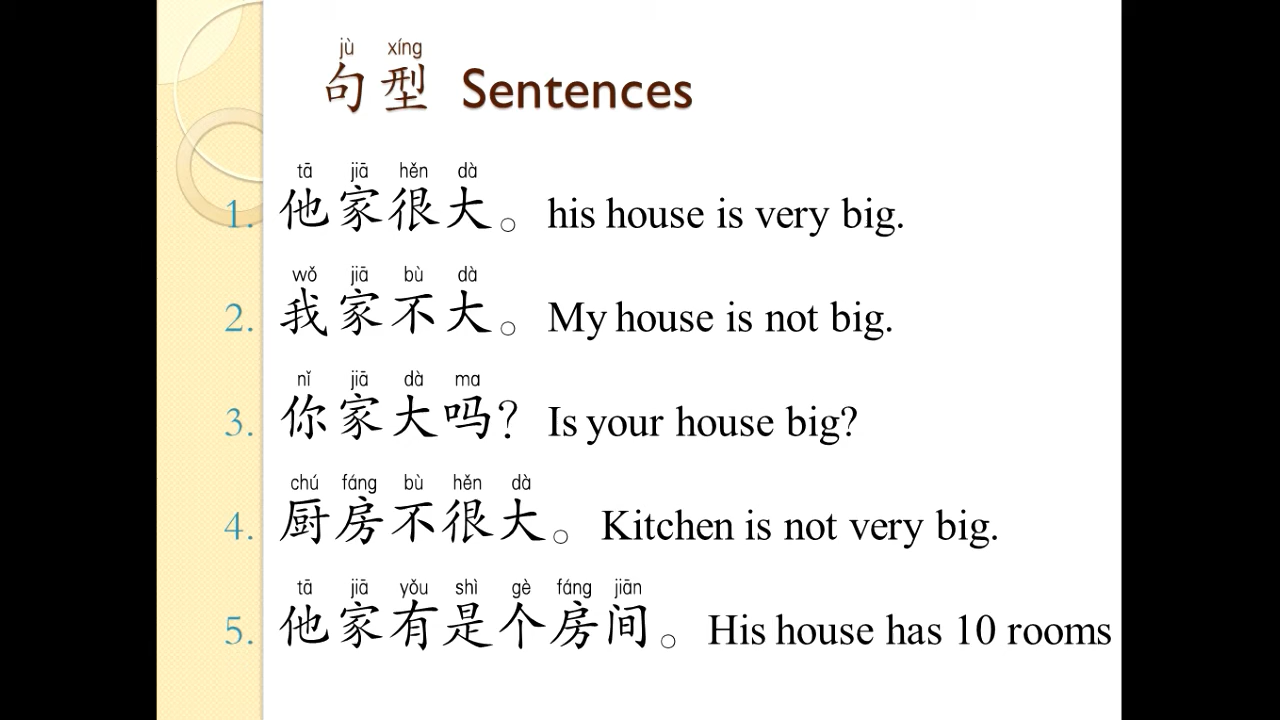 jù xíng
句型 Sentences
tā jiā hěn dà
1. 他家很大。 his house is very big.
wǒ jiā bù dà
2. 我家不大。 My house is not big.
nǐ jiā dà ma
3. 你家大吗？ Is your house big?
chú fáng bù hěn dà
4. 厨房不很大。 Kitchen is not very big.
tā jiā yǒu shì gè fáng jiān
5. 他家有是个房间。 His house has 10 rooms